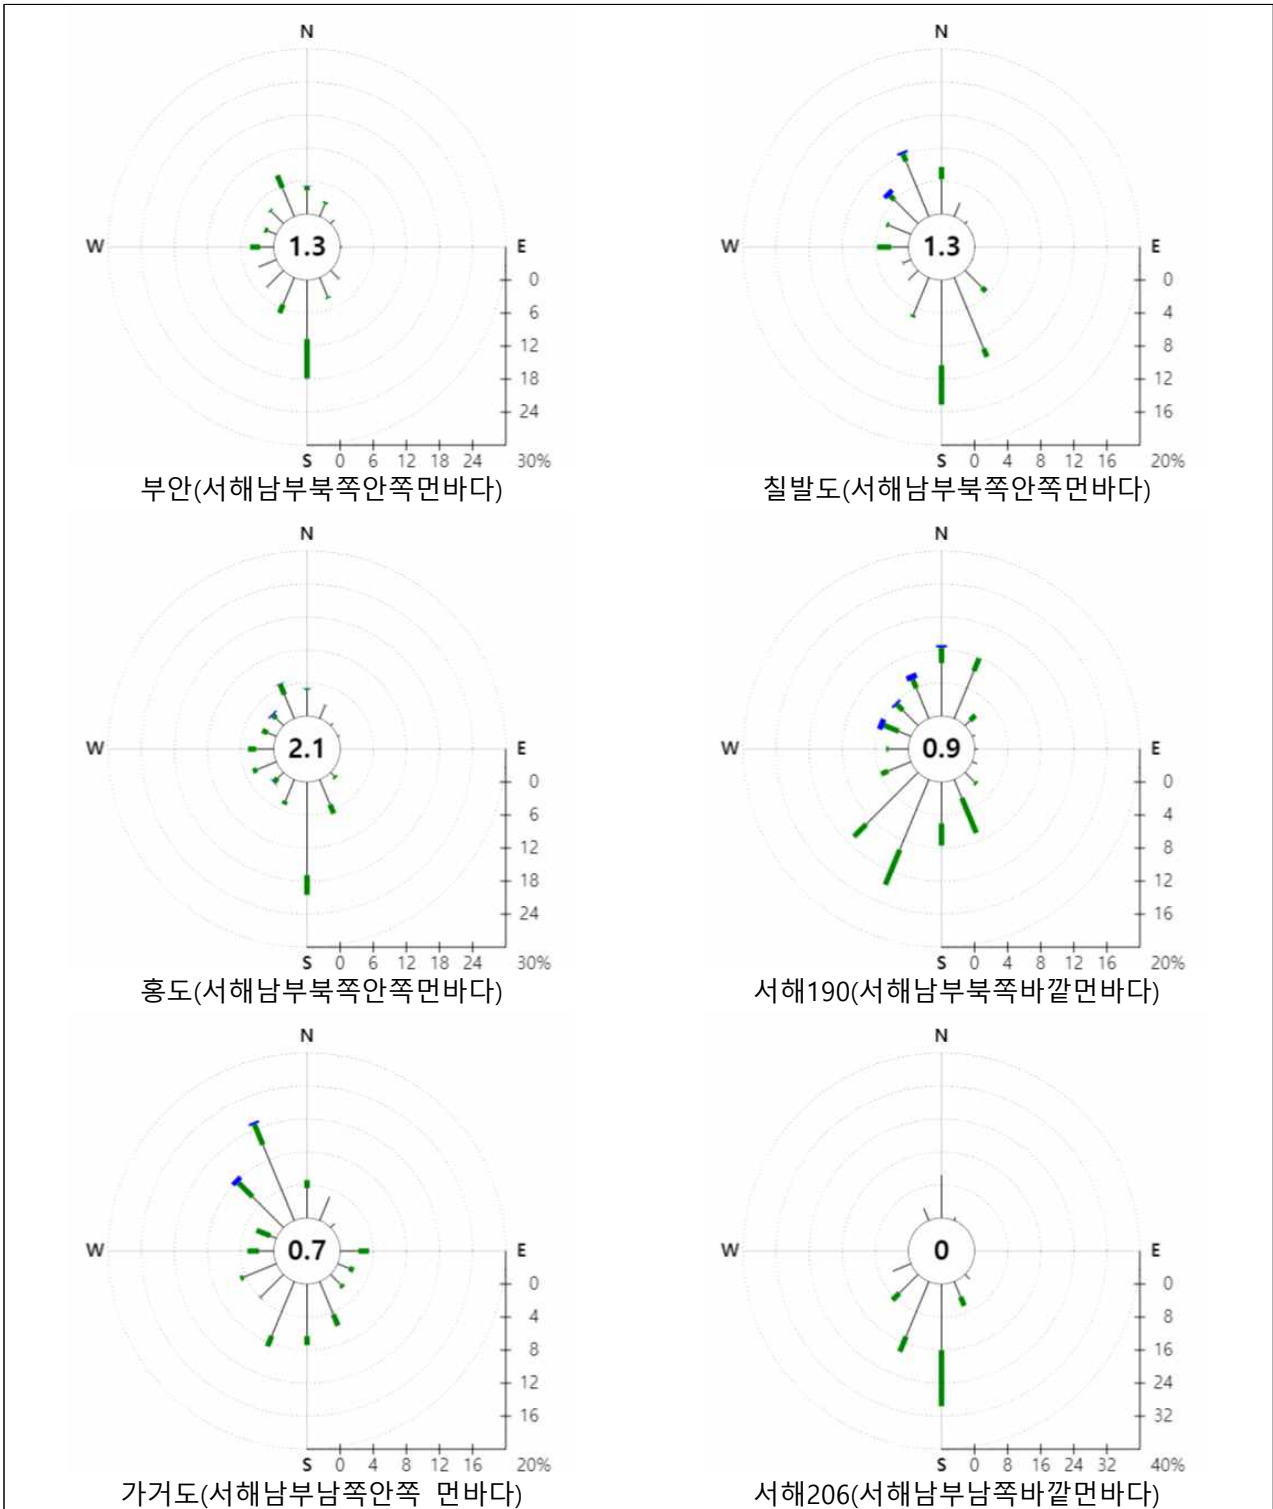 N
N
W
1.3
E
W
1.3
E
0
0
6
4
12
8
18
12
24
16
S 0 6 12 18 24 30%
S 0 4 8 12 16 20%
부안(서해남부북쪽안쪽먼바다)
칠발도(서해남부북쪽안쪽먼바다)
N
N
W
2.1
E
W
0.9
E
0
0
6
4
12
8
18
12
24
16
S 0 6 12 18 24 30%
S 0 4 8 12 16 20%
홍도(서해남부북쪽안쪽먼바다)
서해190(서해남부북쪽바깥먼바다)
N
N
W
0.7
E
W
0
E
0
0
4
8
8
16
12
24
16
32
S 0 4 8 12 16 20%
S 0 8 16 24 32 40%
가거도(서해남부남쪽안쪽 먼바다)
서해206(서해남부남쪽바깥먼바다)